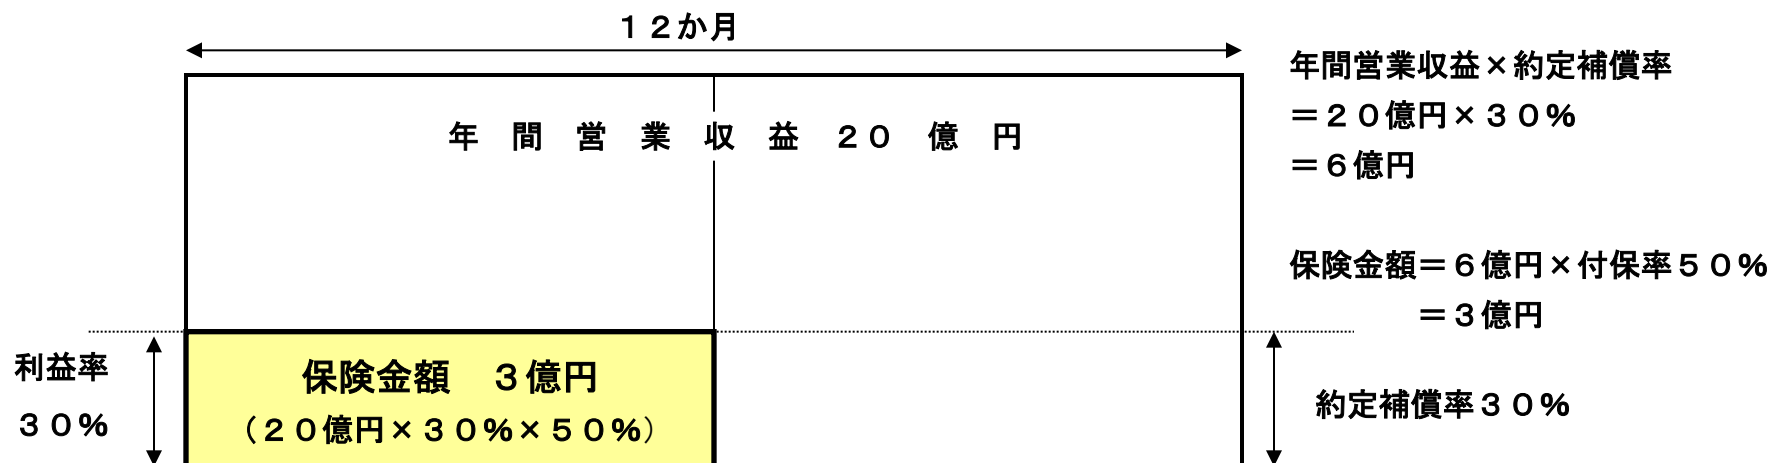 １２か月
年間営業収益×約定補償率
＝２０億円×３０％
＝６億円
年間営業収益２０億円
保険金額＝６億円×付保率５０％
＝３億円
利益率
３０％
保険金額　３億円
（２０億円×３０％×５０％）
約定補償率３０％